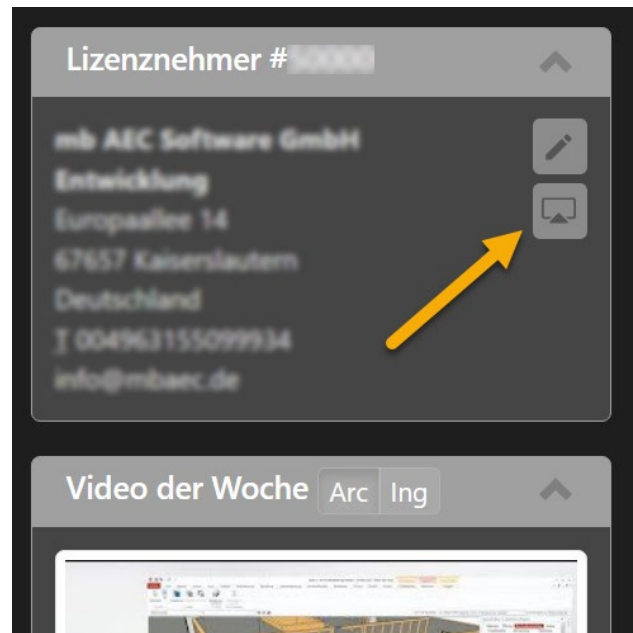 Lizenznehmer #
mb AEC Software GmbH
Entwicklung
Europaallee 14
67657 Kaiserslautern
Deutschland
info@mbaec.de
Video der Woche Arc Ing